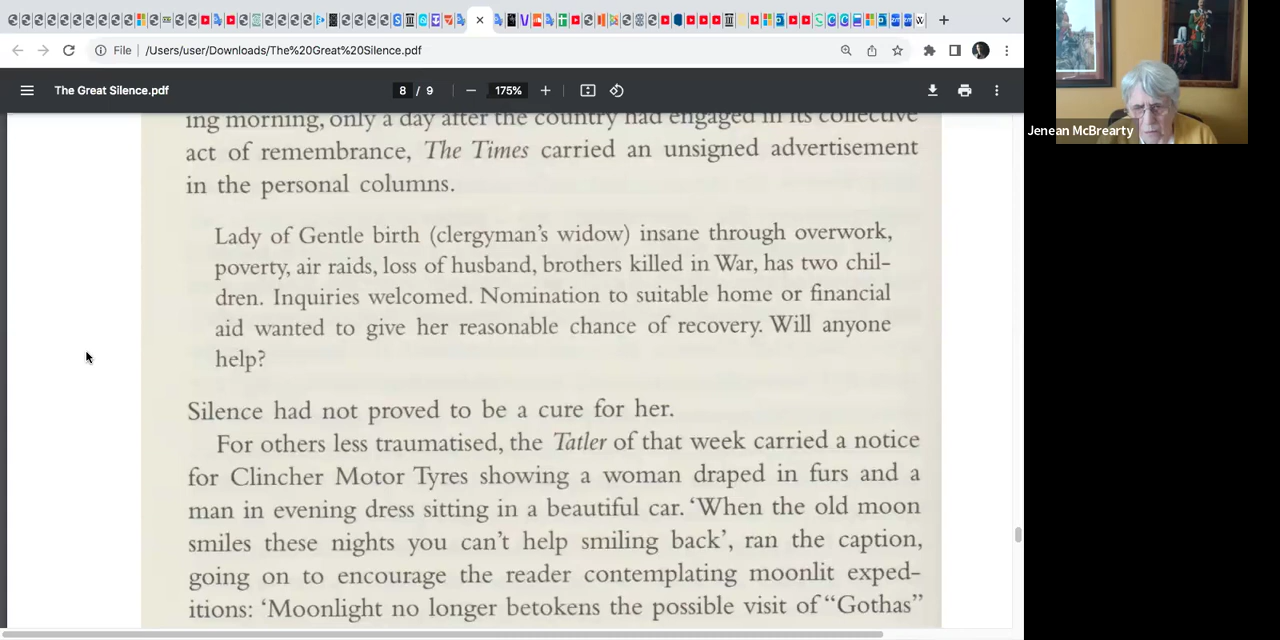 File
/Users/user/Downloads/The%20Great%20Silence.pdf
The Great Silence.pdf
8 / 9
175%
Jenean McBrearty
ing morning, only a day after the country had engaged in its collective
act of remembrance, The Times carried an unsigned advertisement
in the personal columns.
Lady of Gentle birth (clergyman's widow) insane through overwork,
poverty, air raids, loss of husband, brothers killed in War, has two chil-
dren. Inquiries welcomed. Nomination to suitable home or financial
aid wanted to give her reasonable chance of recovery. Will anyone
help?
Silence had not proved to be a cure for her.
For others less traumatised, the Tatler of that week carried a notice
for Clincher Motor Tyres showing a woman draped in furs and a
man in evening dress sitting in a beautiful car. ‘When the old moon
smiles these nights you can't help smiling back’, ran the caption,
going on to encourage the reader contemplating moonlit exped-
itions: ‘Moonlight no longer betokens the possible visit of “Gothas”